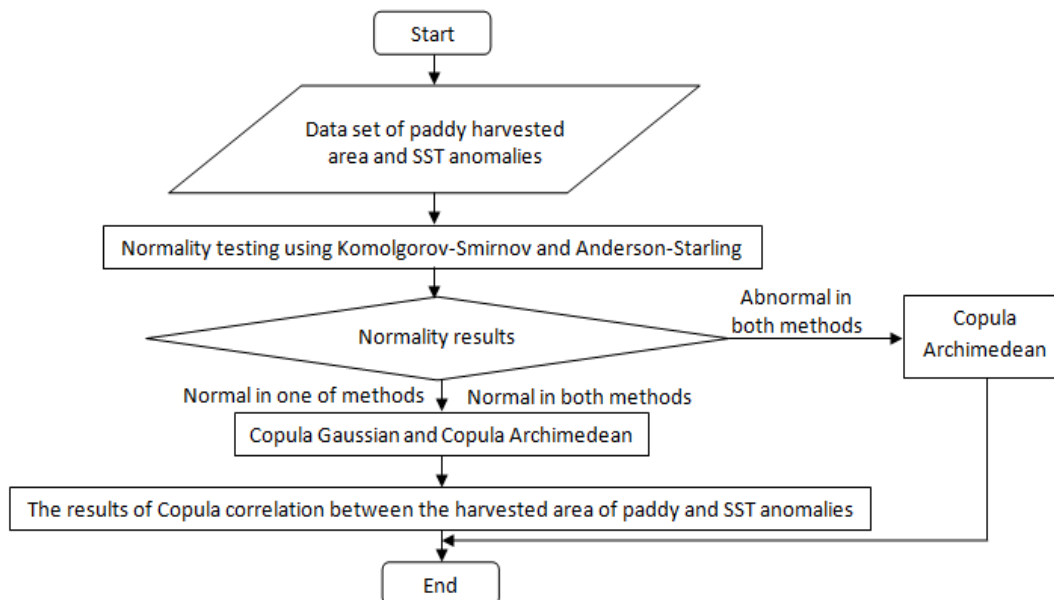 Start
Data set of paddy harvested
area and SST anomalies
Normality testing using Komolgorov-Smirnov and Anderson-Starling
Normality results
Abnormal in
both methods
Copula
Archimedean
Normal in one of methods
Normal in both methods
Copula Gaussian and Copula Archimedean
The results of Copula correlation between the harvested area of paddy and SST anomalies
End